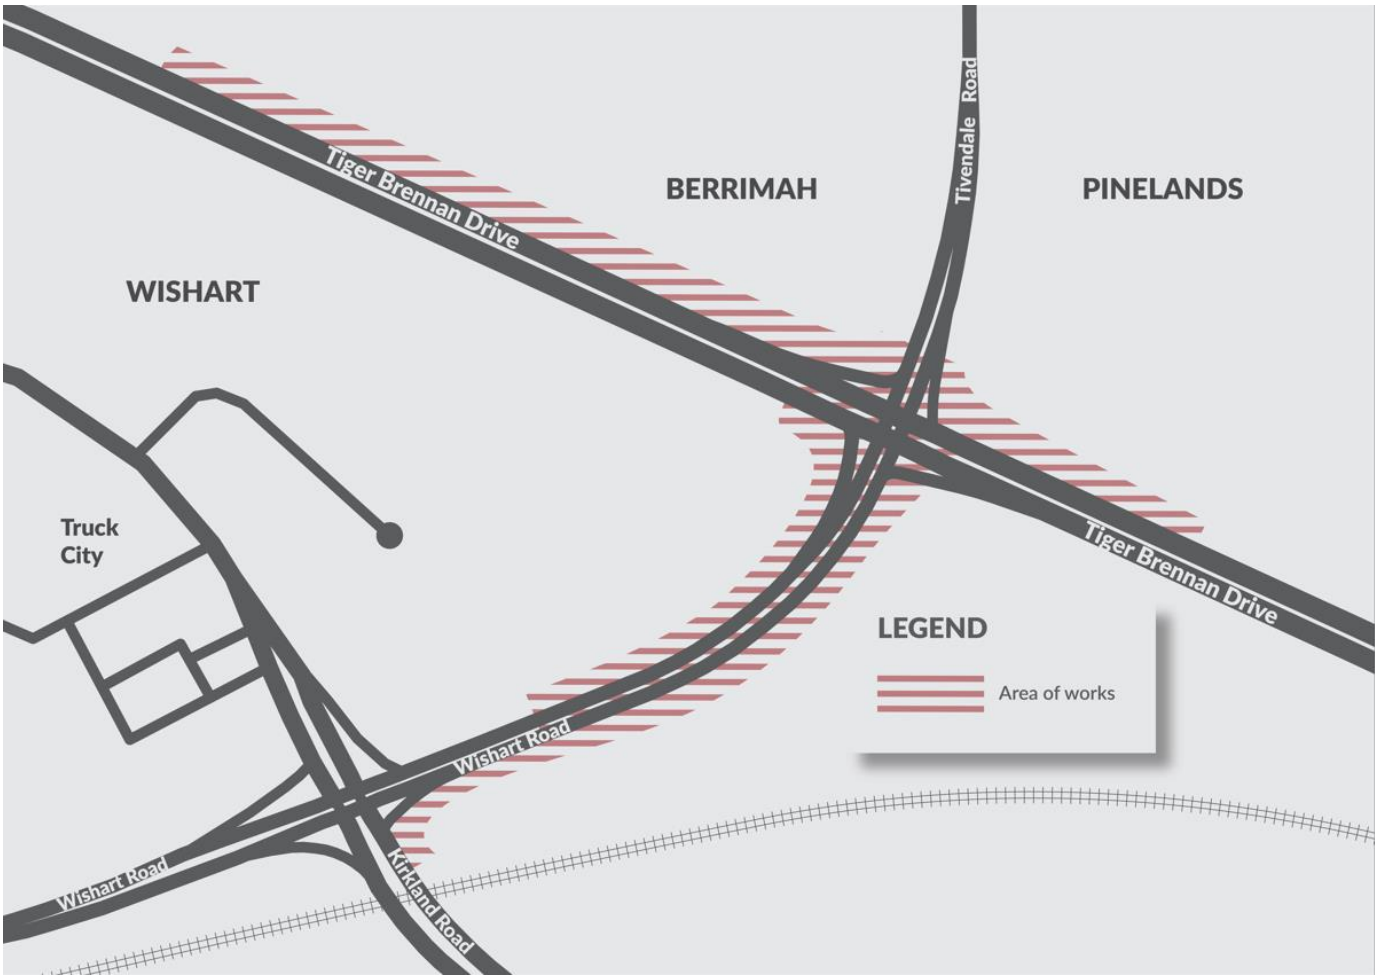 Tivendale Road
Tiger Brennan Drive
BERRIMAH
PINELANDS
WISHART
Truck
City
Tiger Brennan Drive
LEGEND
Area of works
Wishart Road
Wishart Road
Kirkland Road